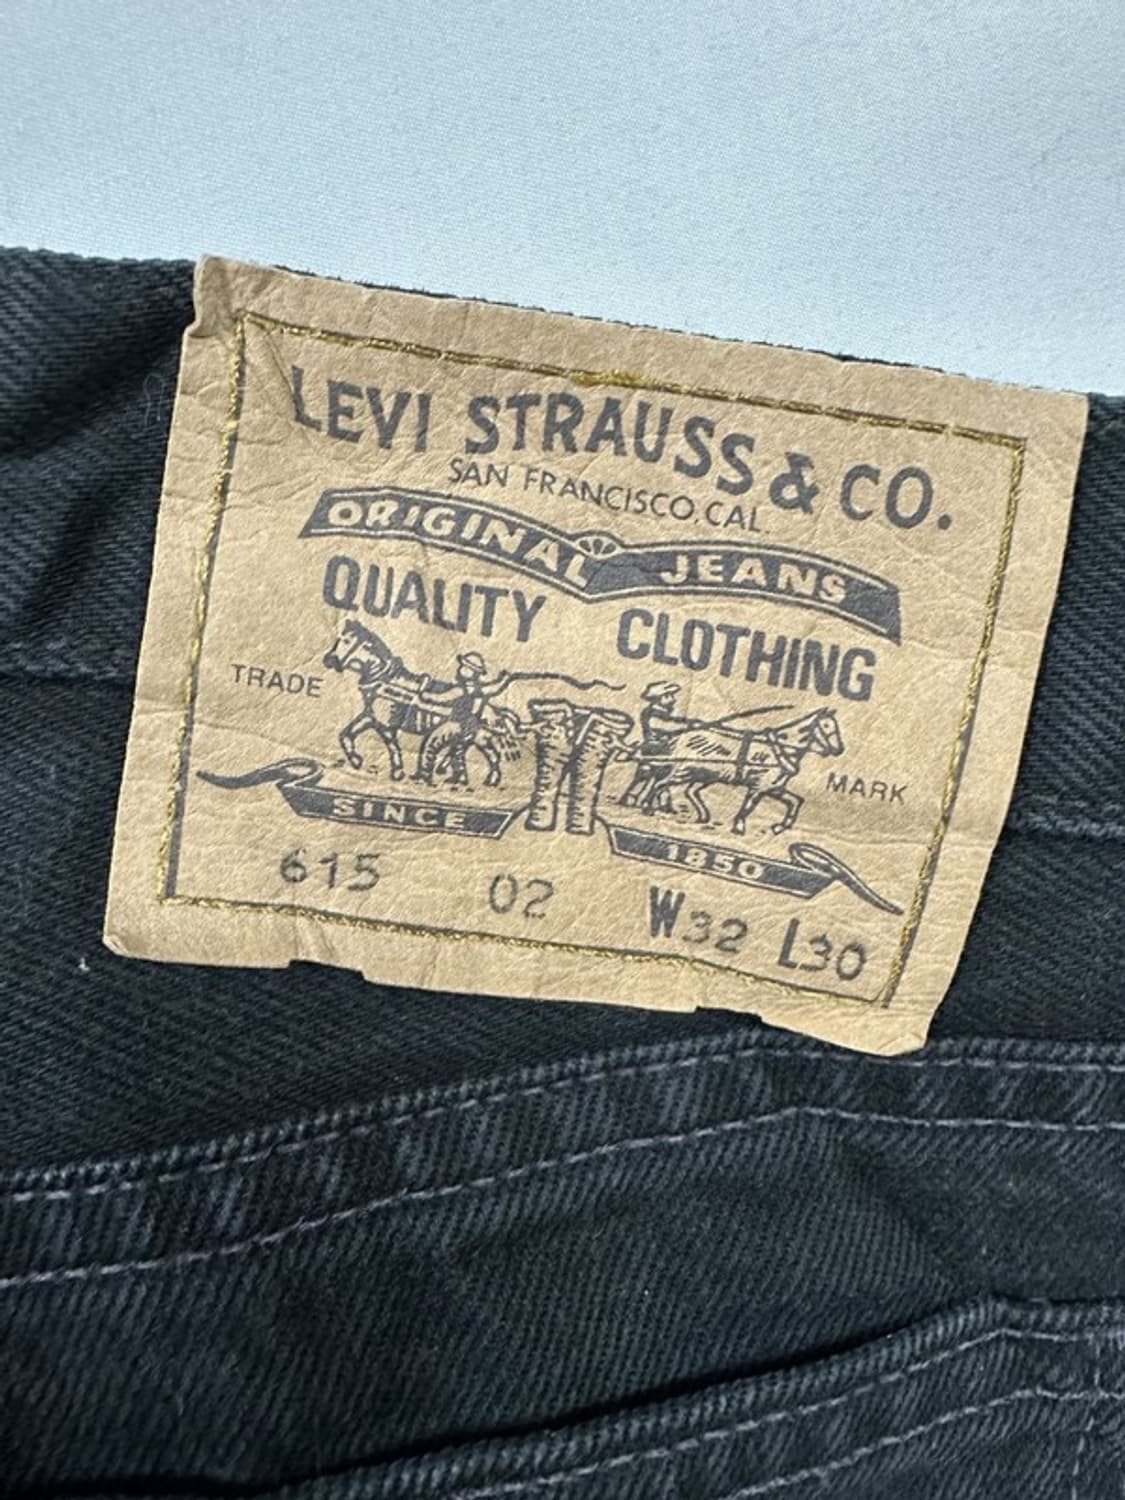 LEVI STRAUSS & CO.
SAN FRANCISCO, CAL.
ORIGINAL JEANS
QUALITY CLOTHING
TRADE MARK
SINCE 1850
615 02 W32 L30